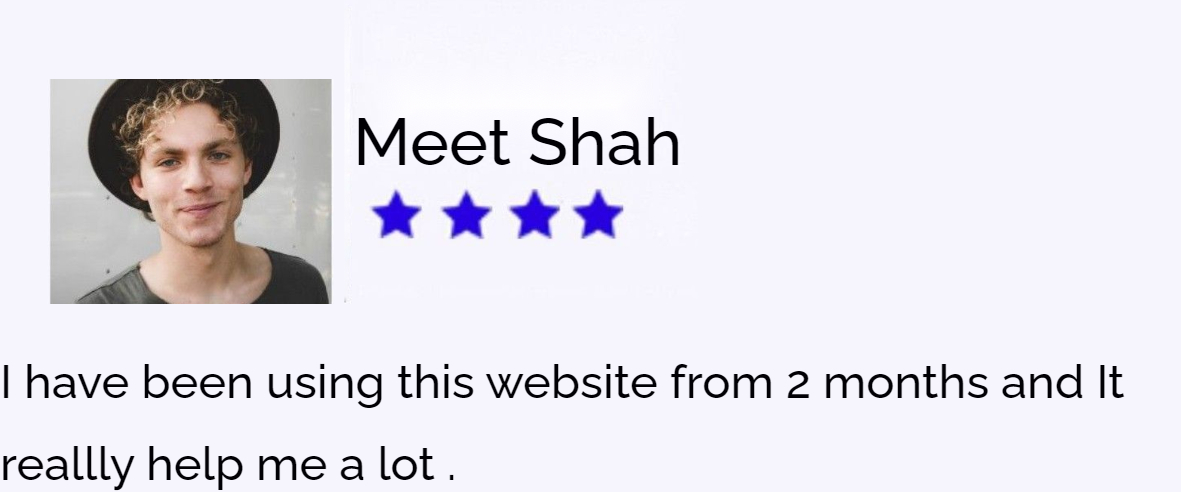 Meet Shah
I have been using this website from 2 months and It
reallly help me a lot .